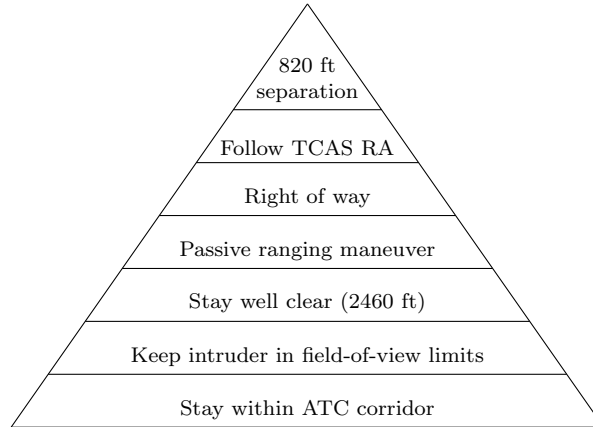 820 ft
separation
Follow TCAS RA
Right of way
Passive ranging maneuver
Stay well clear (2460 ft)
Keep intruder in field-of-view limits
Stay within ATC corridor